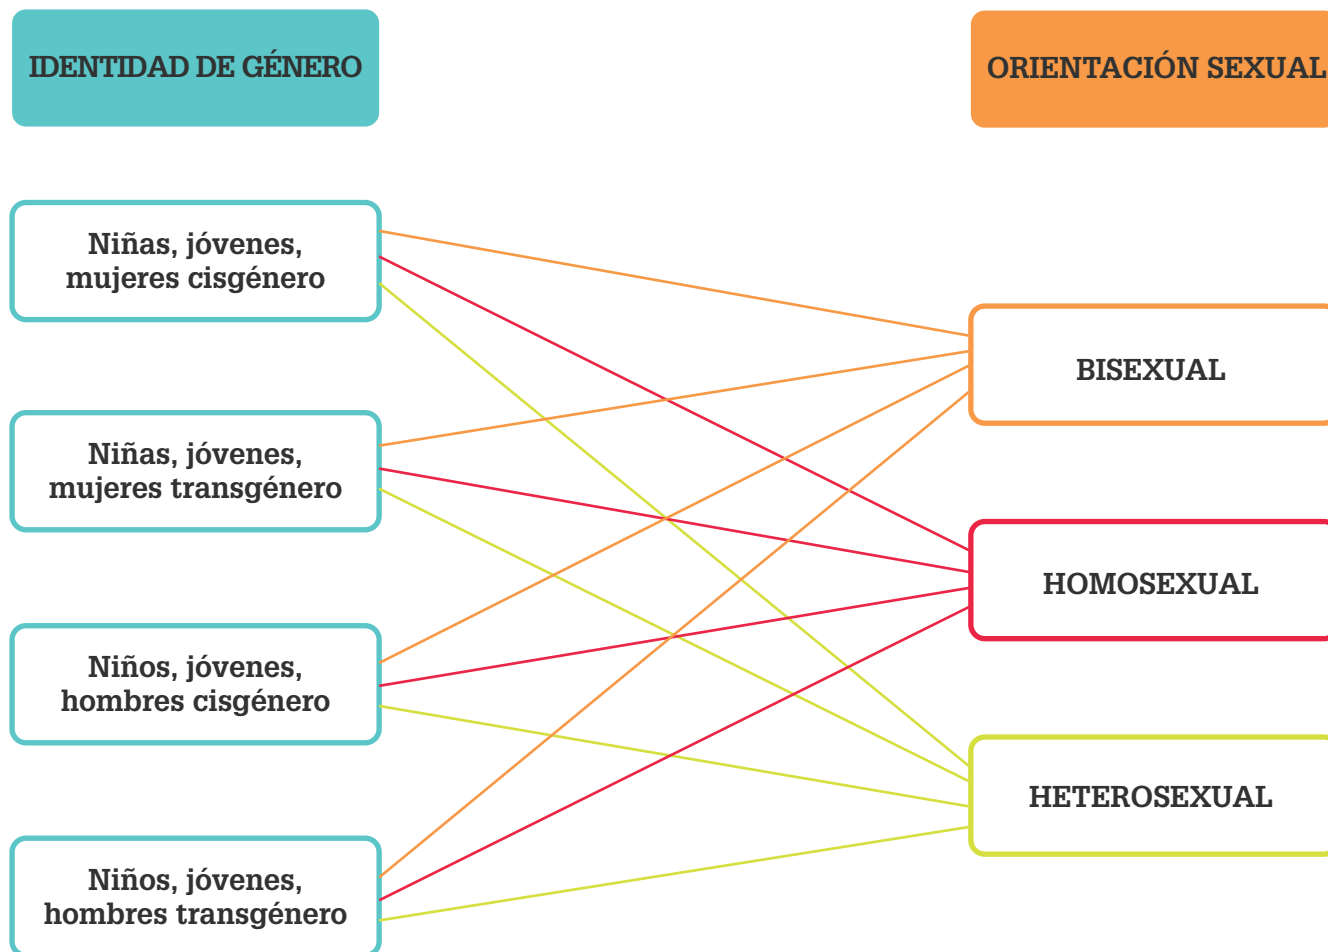 IDENTIDAD DE GÉNERO
ORIENTACIÓN SEXUAL
Niñas, jóvenes,
mujeres cisgénero
Niñas, jóvenes,
mujeres transgénero
Niños, jóvenes,
hombres cisgénero
Niños, jóvenes,
hombres transgénero
BISEXUAL
HOMOSEXUAL
HETEROSEXUAL